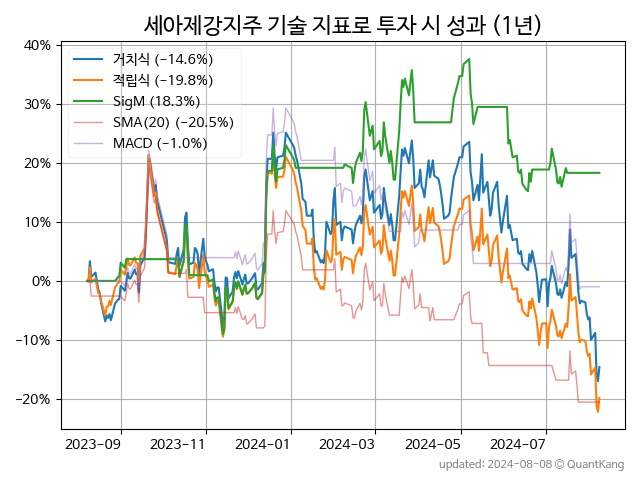 세아제강지주 기술 지표로 투자 시 성과 (1년)
40%
30%
20%
10%
0%
−10%
−20%
거치식 (−14.6%)
적립식 (−19.8%)
SigM (18.3%)
SMA(20) (−20.5%)
MACD (−1.0%)
2023-09 2023-11 2024-01 2024-03 2024-05 2024-07
updated: 2024-08-08 © QuantKang